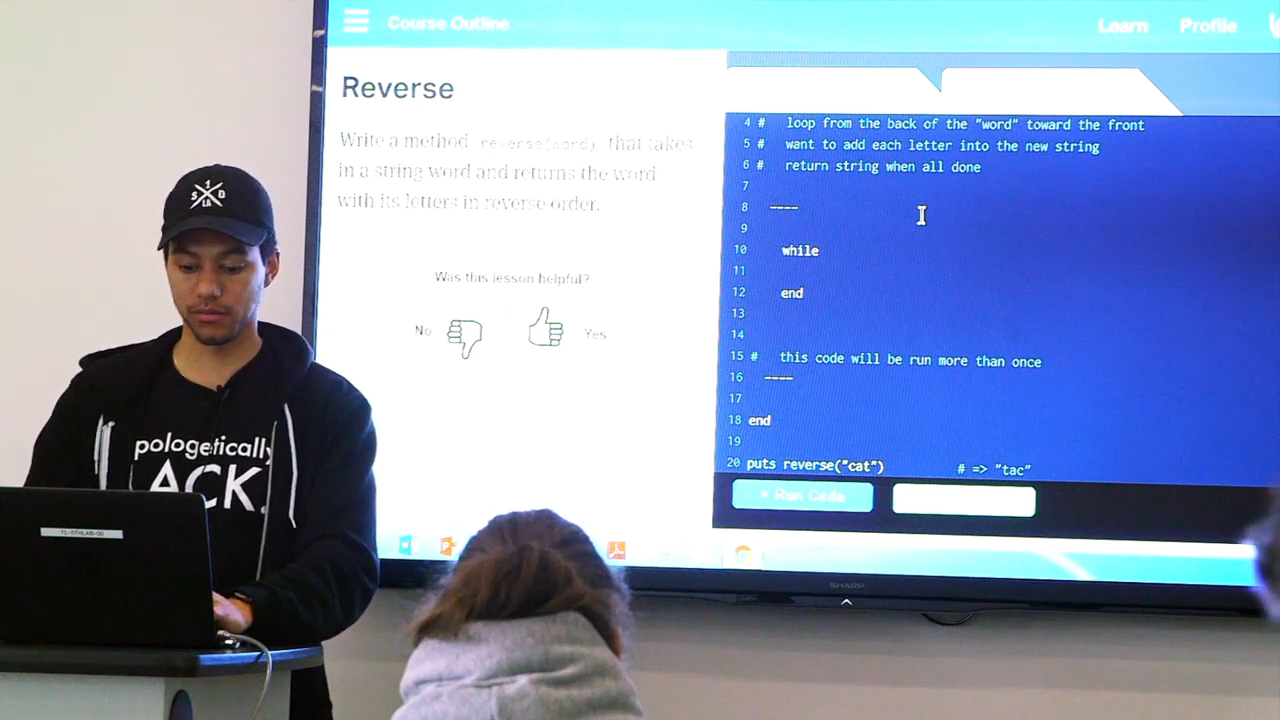 Course Outline
Learn Profile
Reverse
Write a method reverse(word) that takes
in a string word and returns the word
with its letters in reverse order.
Was this lesson helpful?
No
Yes
4 # loop from the back of the "word" toward the front
5 # want to add each letter into the new string
6 # return string when all done
7
8 ----
9
10 while
11
12 end
13
14
15 # this code will be run more than once
16 ----
17
18 end
19
20 puts reverse("cat") # => "tac"
Run Code
SHARP
1
S D
LA
pologetically
ACK.